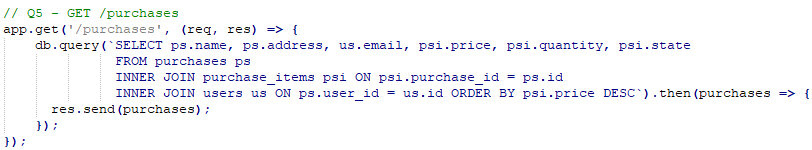 // Q5 - GET /purchases
app.get('/purchases', (req, res) => {
    db.query(`SELECT ps.name, ps.address, us.email, psi.price, psi.quantity, psi.state
              FROM purchases ps
              INNER JOIN purchase_items psi ON psi.purchase_id = ps.id
              INNER JOIN users us ON ps.user_id = us.id ORDER BY psi.price DESC`).then(purchases => {
      res.send(purchases);
    });
});